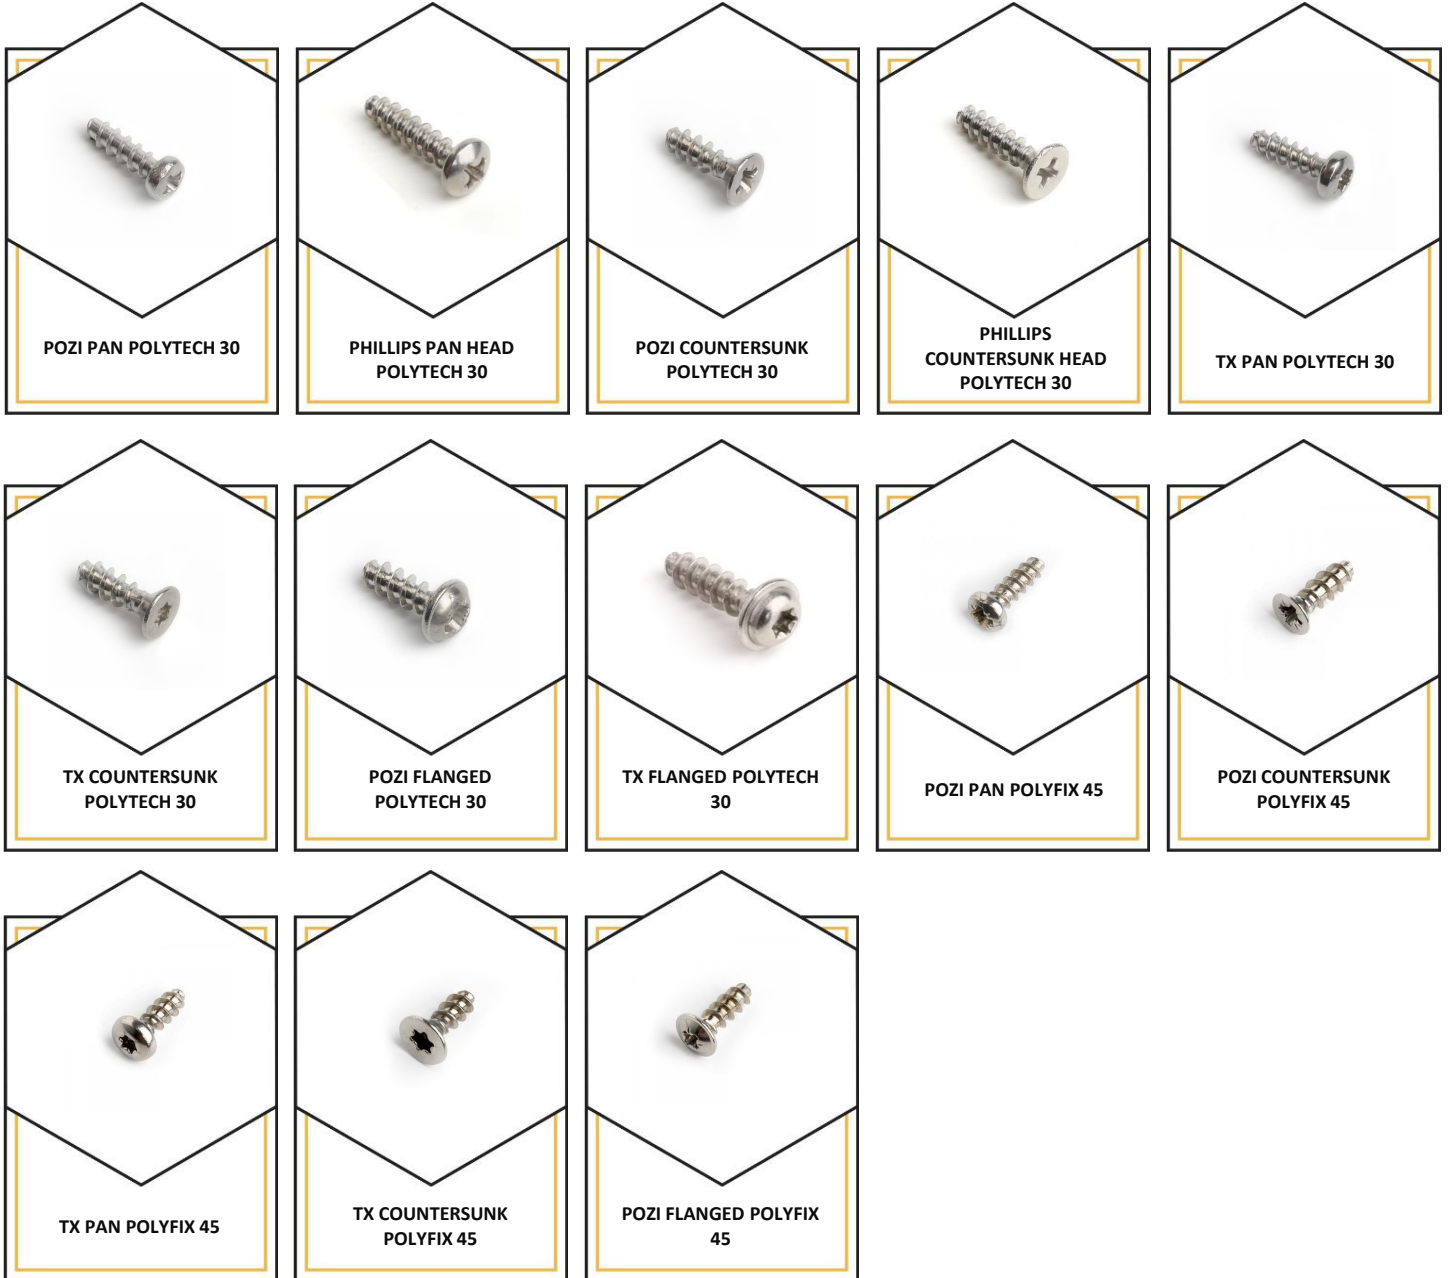 POZI PAN POLYTECH 30
PHILLIPS PAN HEAD
POLYTECH 30
POZI COUNTERSUNK
POLYTECH 30
PHILLIPS
COUNTERSUNK HEAD
POLYTECH 30
TX PAN POLYTECH 30
TX COUNTERSUNK
POLYTECH 30
POZI FLANGED
POLYTECH 30
TX FLANGED POLYTECH
30
POZI PAN POLYFIX 45
POZI COUNTERSUNK
POLYFIX 45
TX PAN POLYFIX 45
TX COUNTERSUNK
POLYFIX 45
POZI FLANGED POLYFIX
45